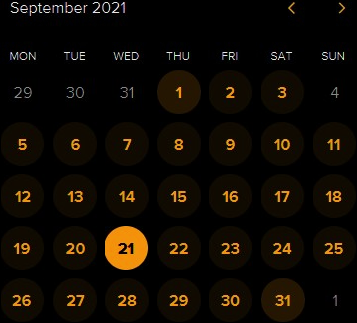 September 2021
MON TUE WED THU FRI SAT SUN
29 30 31 1 2 3 4
5 6 7 8 9 10 11
12 13 14 15 16 17 18
19 20 21 22 23 24 25
26 27 28 29 30 31 1